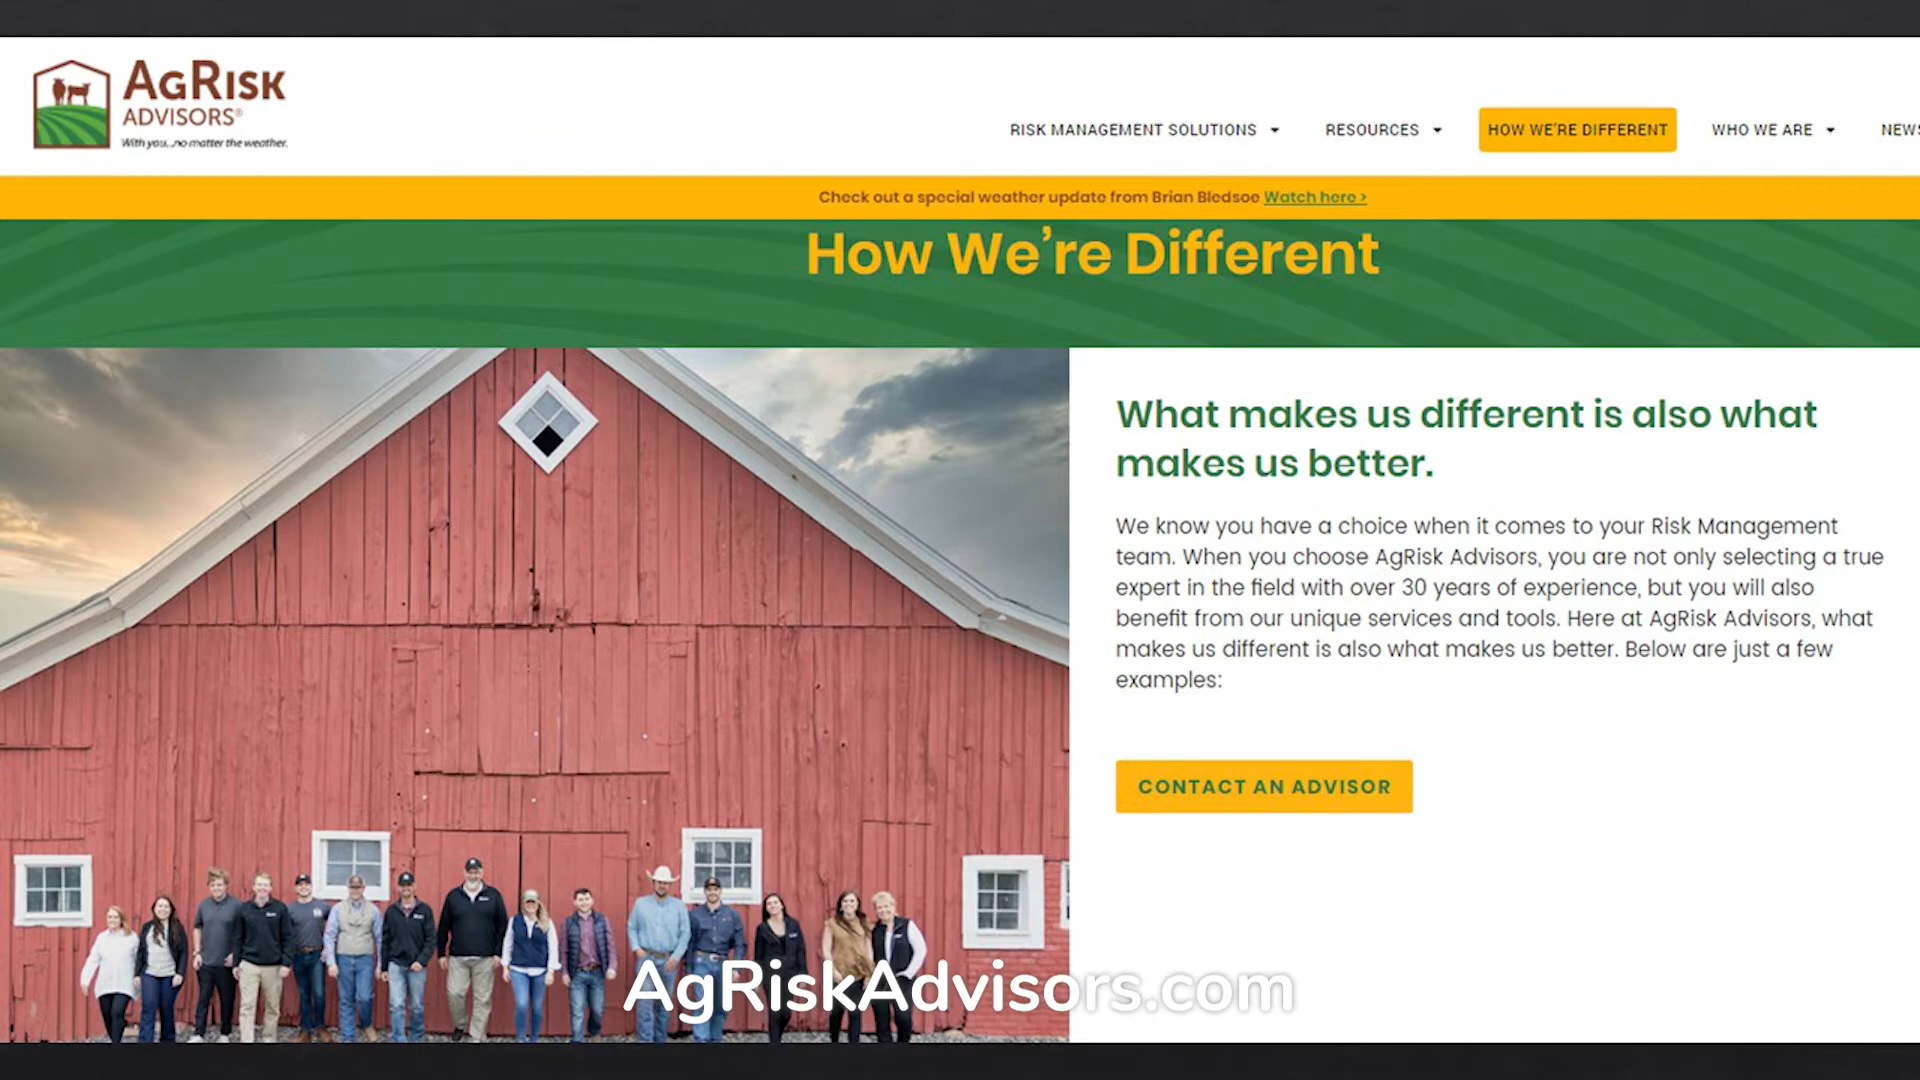 AGRISK
ADVISORS®
With you...no matter the weather.
RISK MANAGEMENT SOLUTIONS
RESOURCES
HOW WE'RE DIFFERENT
WHO WE ARE
NEWS
Check out a special weather update from Brian Bledsoe Watch here >
How We're Different
What makes us different is also what
makes us better.
We know you have a choice when it comes to your Risk Management
team. When you choose AgRisk Advisors, you are not only selecting a true
expert in the field with over 30 years of experience, but you will also
benefit from our unique services and tools. Here at AgRisk Advisors, what
makes us different is also what makes us better. Below are just a few
examples:
CONTACT AN ADVISOR
AgRiskAdvisors.com